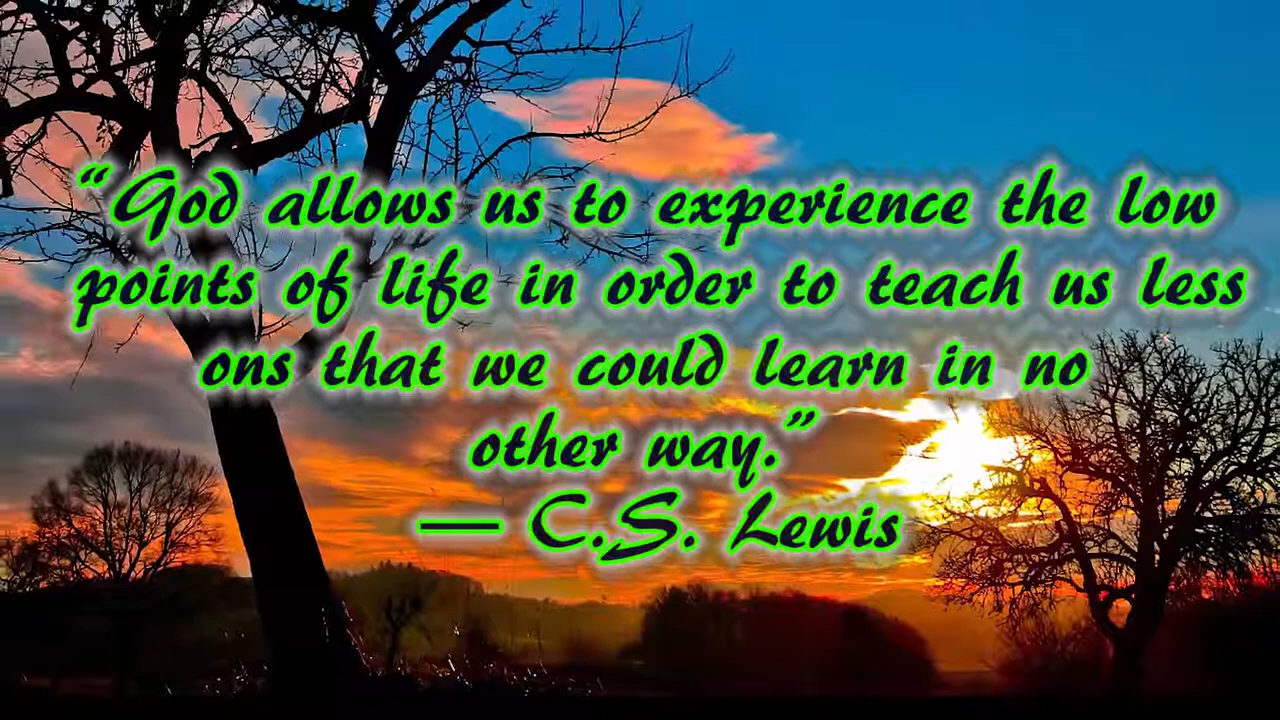 “God allows us to experience the low
points of life in order to teach us less
ons that we could learn in no
other way.”
— C.S. Lewis